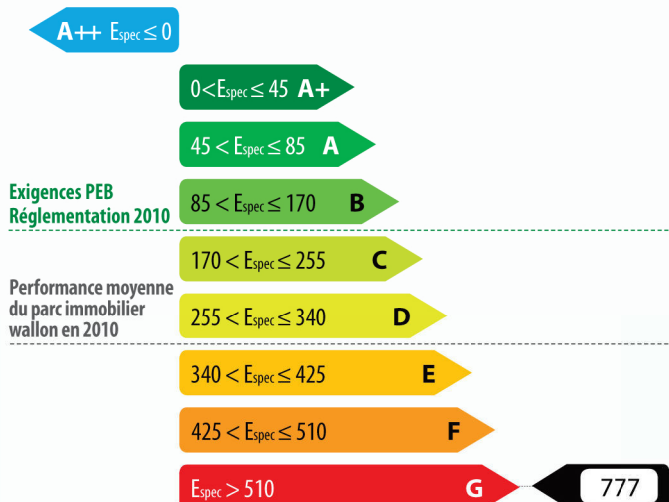 A++ Espec ≤ 0
0<Espec ≤ 45 A+
45 < Espec ≤ 85 A
Exigences PEB
Réglementation 2010
85 < Espec ≤ 170 B
170 < Espec ≤ 255 C
Performance moyenne
du parc immobilier
wallon en 2010
255 < Espec ≤ 340 D
340 < Espec ≤ 425 E
425 < Espec ≤ 510 F
Espec > 510 G 777